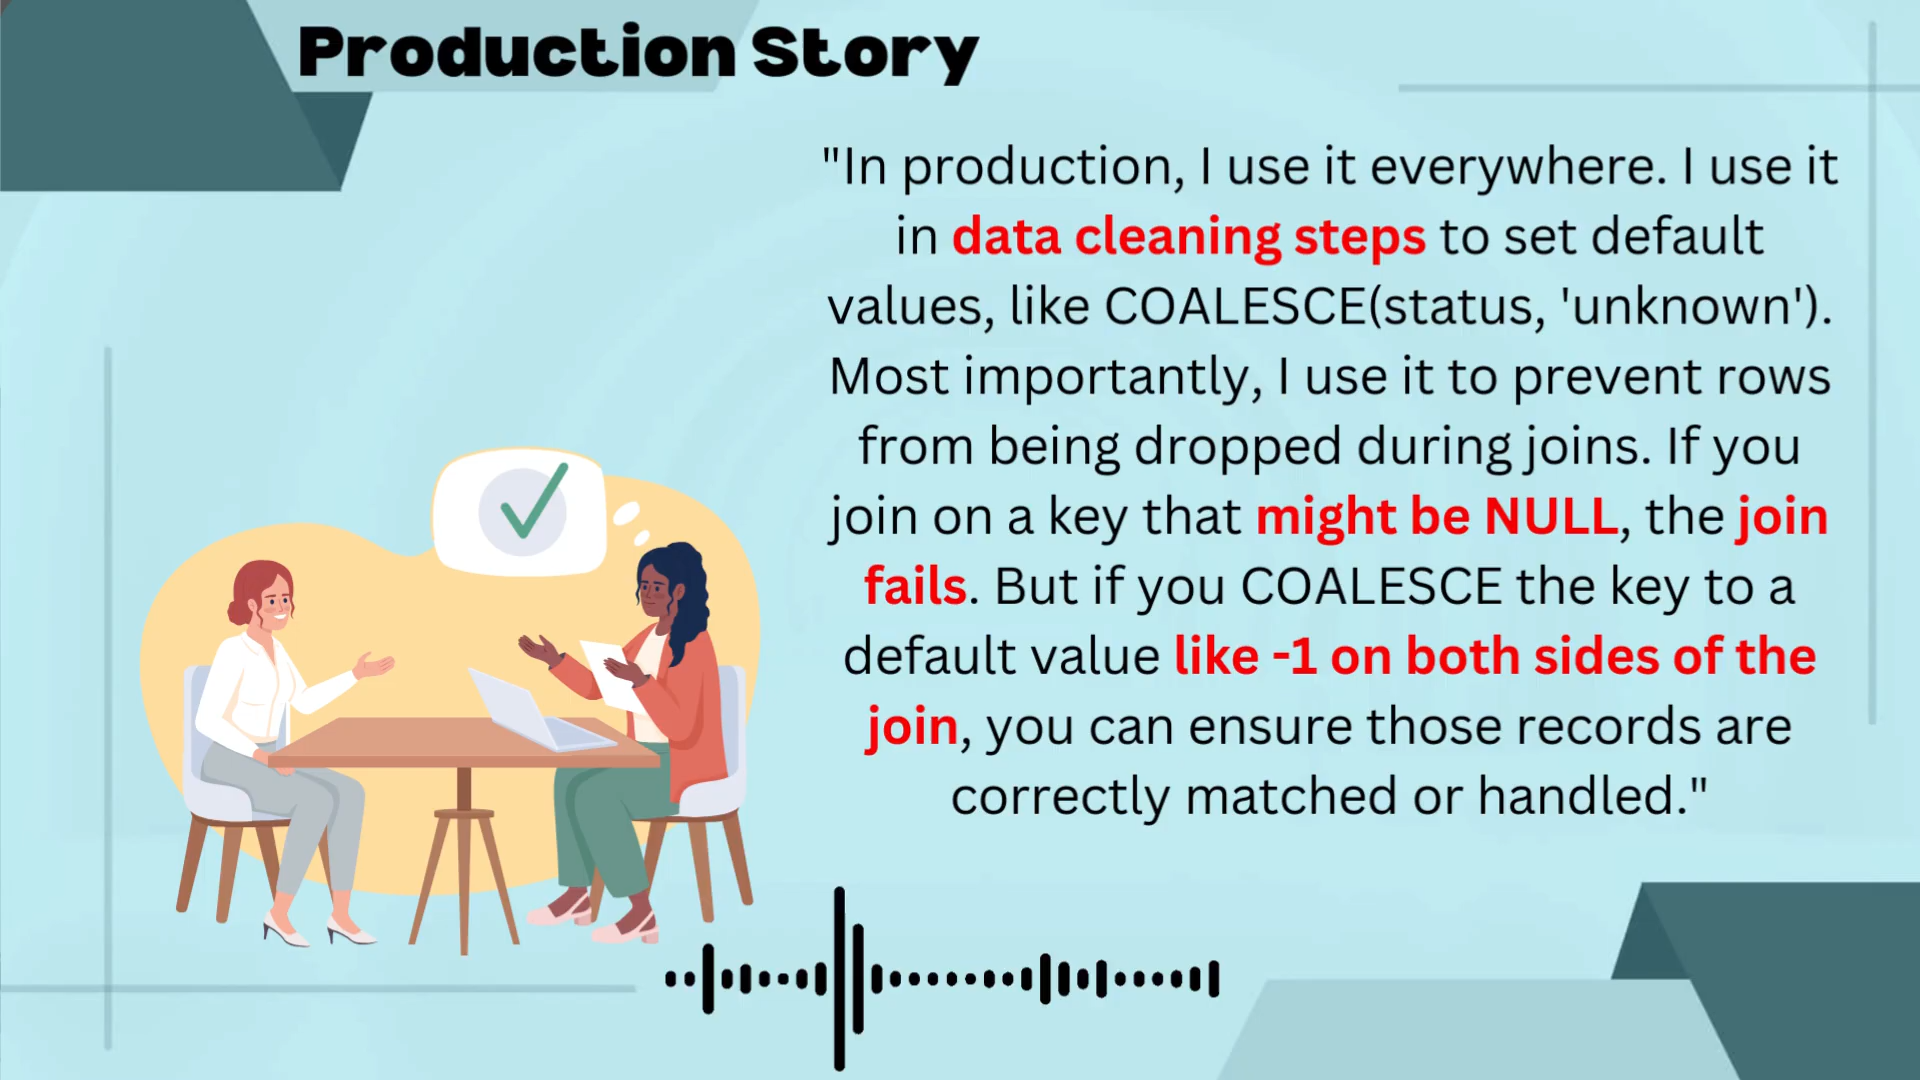 Production Story
"In production, I use it everywhere. I use it
in data cleaning steps to set default
values, like COALESCE(status, 'unknown').
Most importantly, I use it to prevent rows
from being dropped during joins. If you
join on a key that might be NULL, the join
fails. But if you COALESCE the key to a
default value like -1 on both sides of the
join, you can ensure those records are
correctly matched or handled."